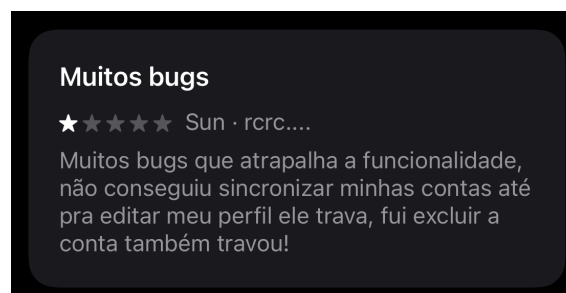 Muitos bugs
Sun · rcrc....
Muitos bugs que atrapalha a funcionalidade,
não conseguiu sincronizar minhas contas até
pra editar meu perfil ele trava, fui excluir a
conta também travou!